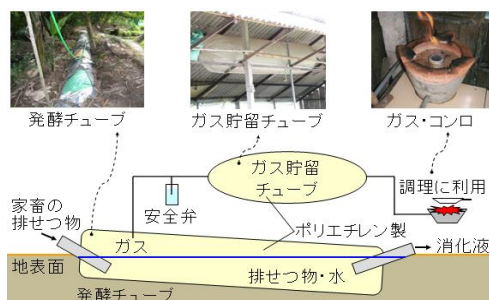 発酵チューブ
ガス貯留チューブ
ガス・コンロ
ガス貯留
チューブ
調理に利用
家畜の
排せつ物
安全弁
ポリエチレン製
ガス
消化液
地表面
排せつ物・水
発酵チューブ